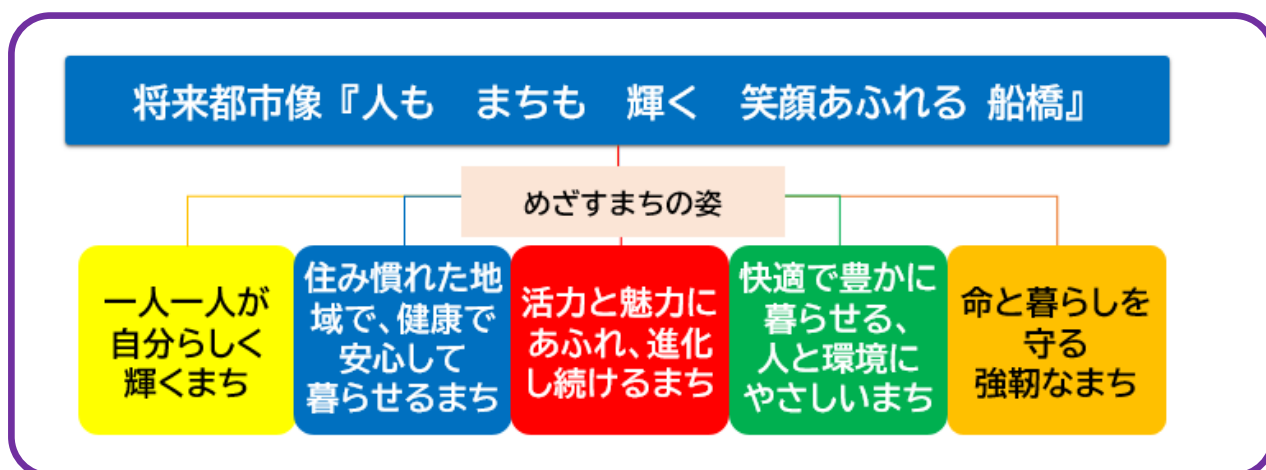 将来都市像『人も　まちも　輝く　笑顔あふれる 船橋』
めざすまちの姿
一人一人が
自分らしく
輝くまち
住み慣れた地
域で、健康で
安心して
暮らせるまち
活力と魅力に
あふれ、進化
し続けるまち
快適で豊かに
暮らせる、
人と環境に
やさしいまち
命と暮らしを
守る
強靭なまち